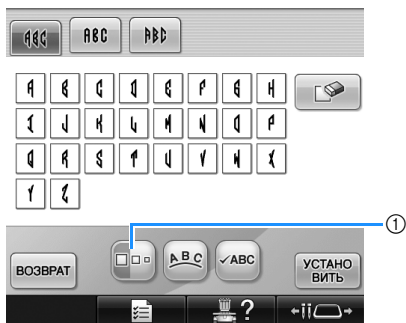 ABC ABC ABC
A B C D E F G H
I J K L M N O P
Q R S T U V W X
Y Z
①
ВОЗВРАТ ABC ✓ABC УСТАНО
ВИТЬ
?